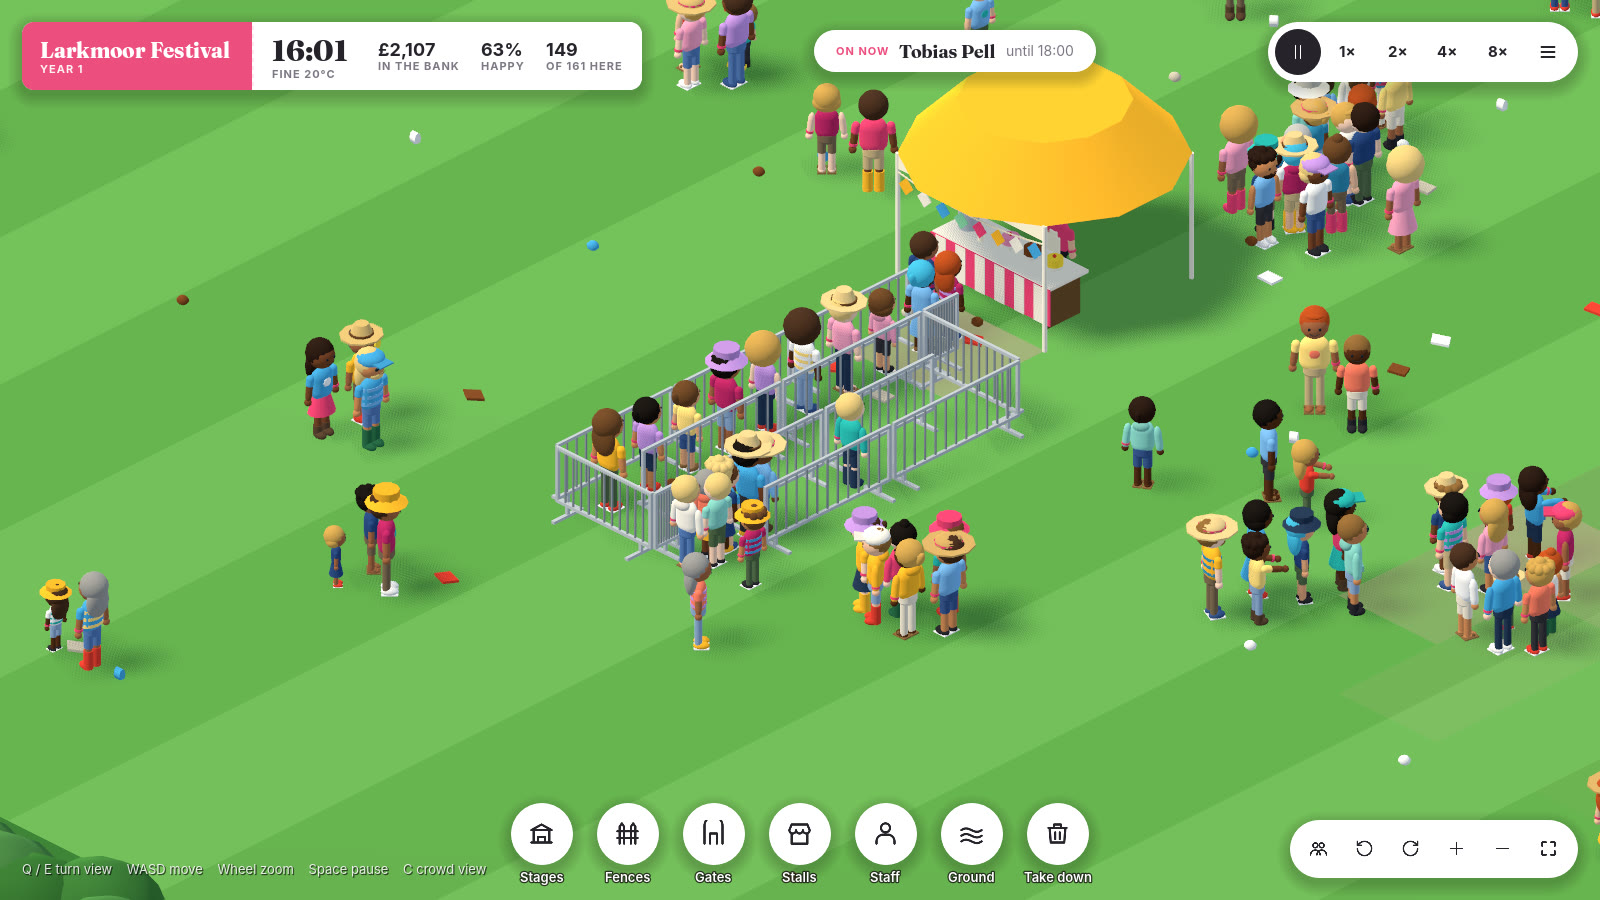 Larkmoor Festival
YEAR 1
16:01
FINE 20°C
£2,107
IN THE BANK
63%
HAPPY
149
OF 161 HERE
ON NOW Tobias Pell until 18:00
1× 2× 4× 8×
Q / E turn view WASD move Wheel zoom Space pause C crowd view
Stages
Fences
Gates
Stalls
Staff
Ground
Take down